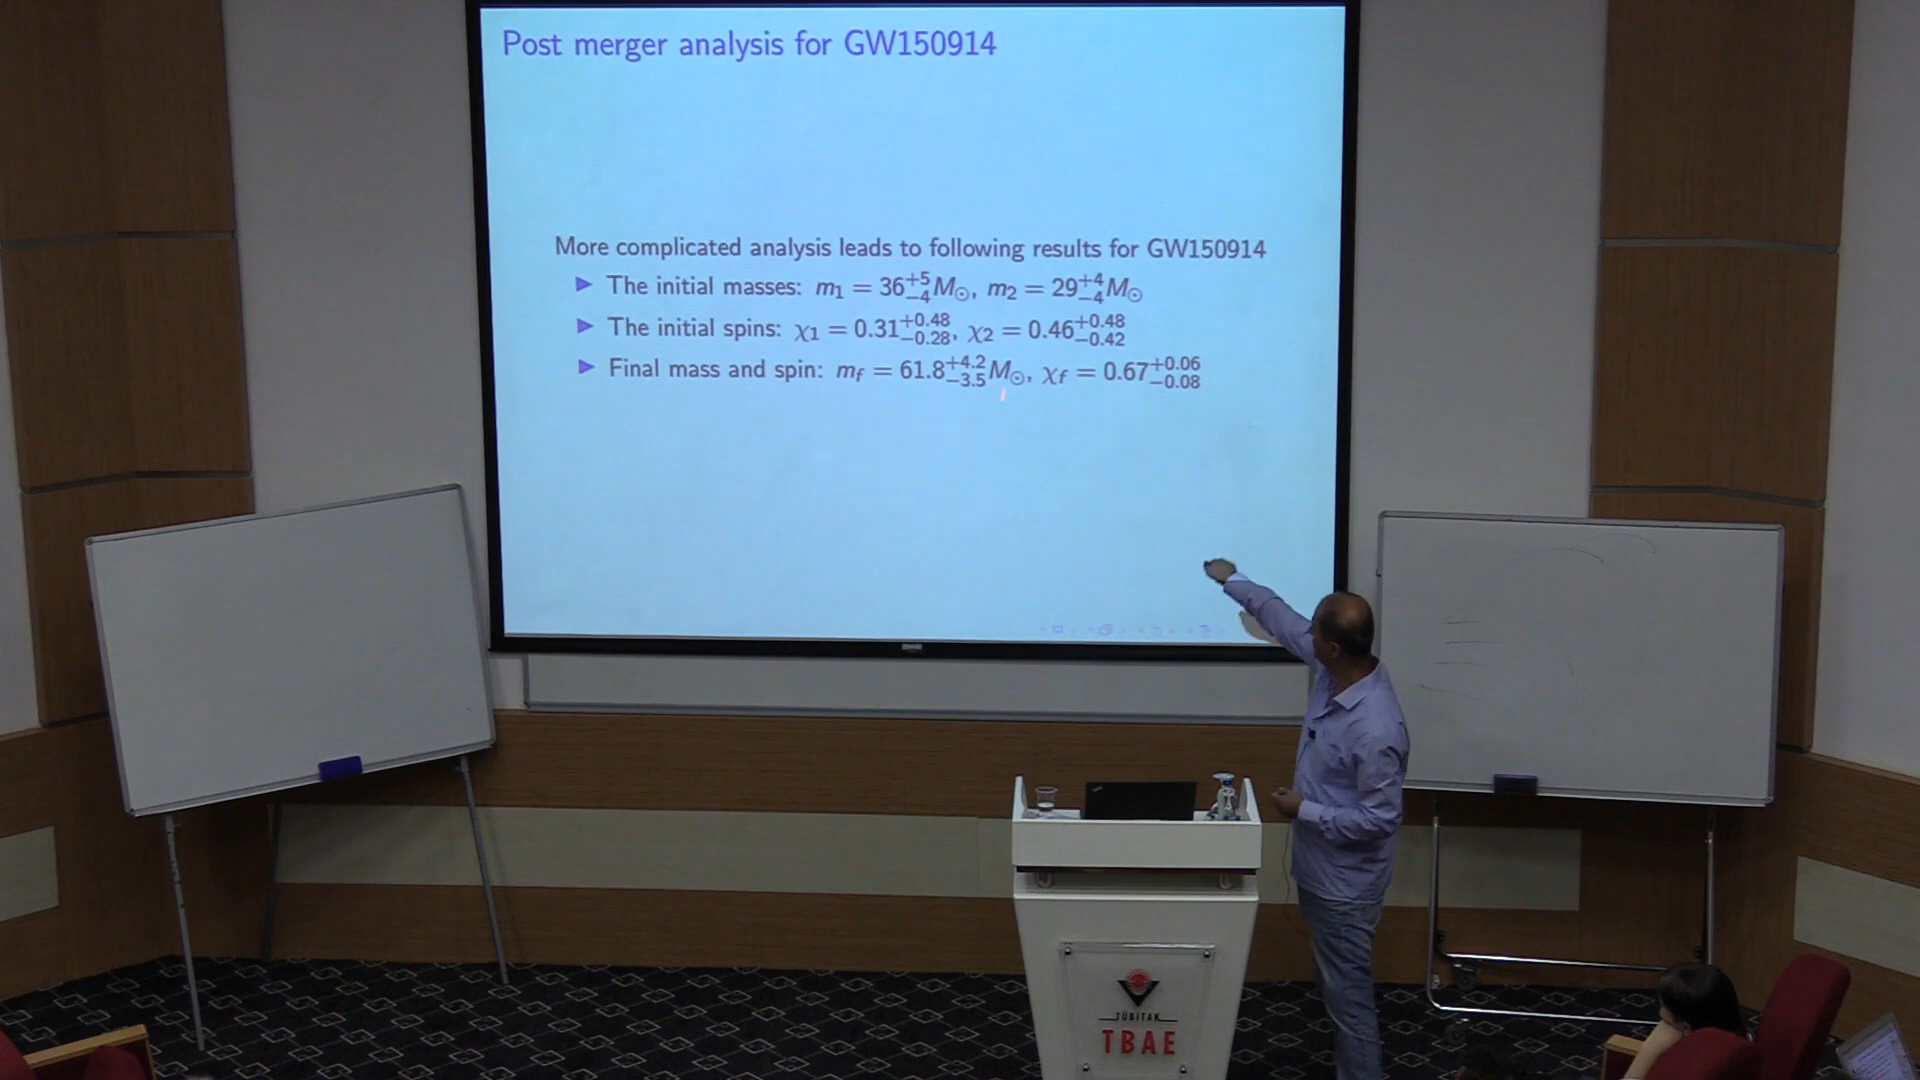 Post merger analysis for GW150914
More complicated analysis leads to following results for GW150914
The initial masses: m₁ = 36⁺⁵₋₄M⊙, m₂ = 29⁺⁴₋₄M⊙
The initial spins: χ₁ = 0.31⁺⁰·⁴⁸₋₀.₂₈, χ₂ = 0.46⁺⁰·⁴⁸₋₀.₄₂
Final mass and spin: m_f = 61.8⁺⁴·²₋₃.₅M⊙, χ_f = 0.67⁺⁰·⁰⁶₋₀.₀₈
TÜBİTAK
TBAE